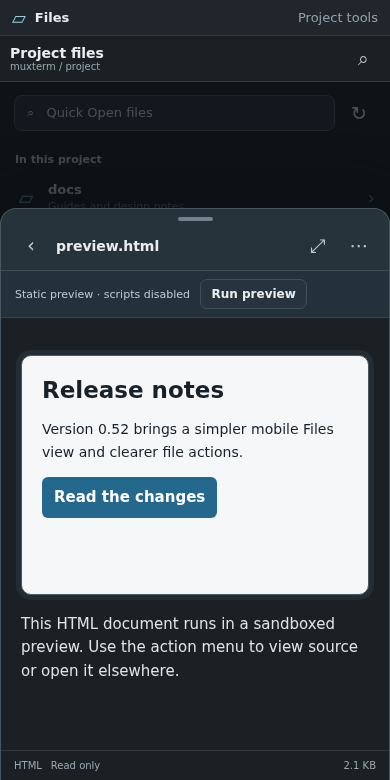 Files
Project tools
Project files
muxterm / project
Quick Open files
In this project
docs
Guides and design notes
preview.html
Static preview · scripts disabled
Run preview
Release notes
Version 0.52 brings a simpler mobile Files
view and clearer file actions.
Read the changes
This HTML document runs in a sandboxed
preview. Use the action menu to view source
or open it elsewhere.
HTML Read only
2.1 KB